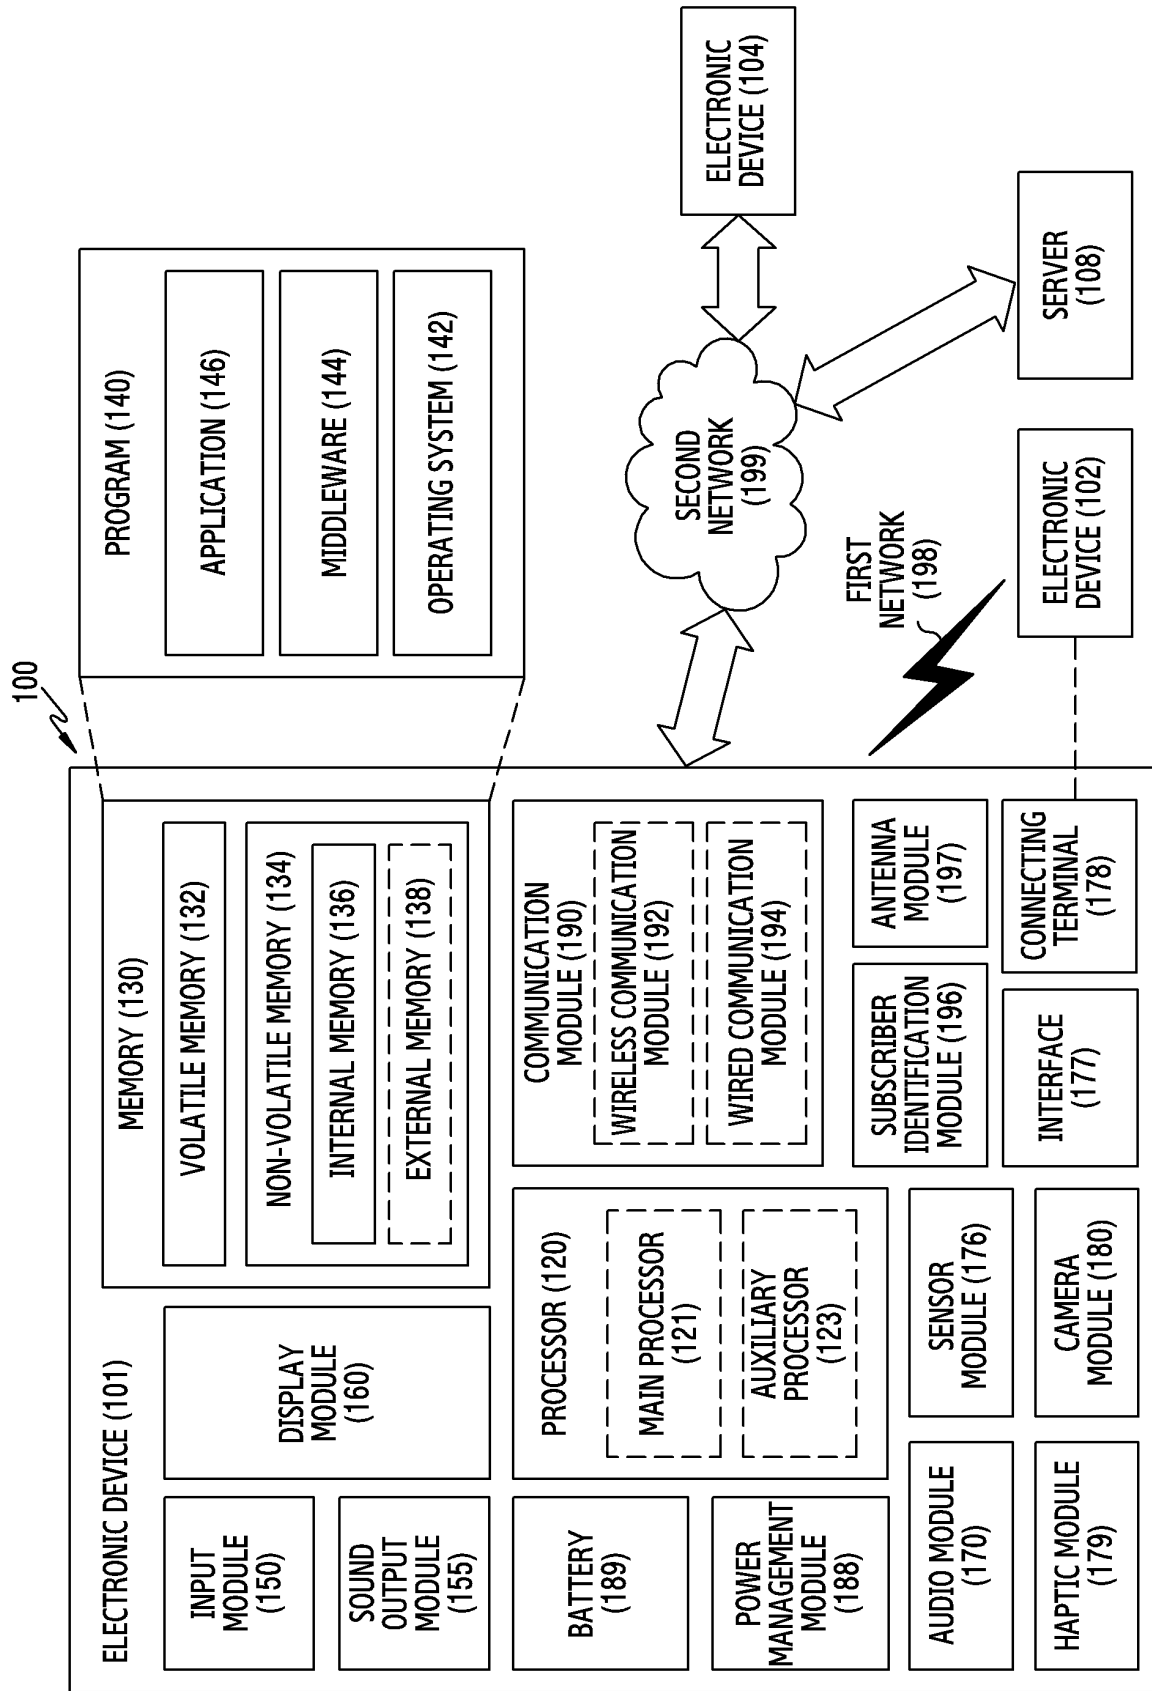 100
ELECTRONIC DEVICE (101)
INPUT
MODULE
(150)
SOUND
OUTPUT
MODULE
(155)
BATTERY
(189)
POWER
MANAGEMENT
MODULE
(188)
AUDIO MODULE
(170)
HAPTIC MODULE
(179)
DISPLAY
MODULE
(160)
PROCESSOR (120)
MAIN PROCESSOR
(121)
AUXILIARY
PROCESSOR
(123)
SENSOR
MODULE (176)
CAMERA
MODULE (180)
MEMORY (130)
VOLATILE MEMORY (132)
NON-VOLATILE MEMORY (134)
INTERNAL MEMORY (136)
EXTERNAL MEMORY (138)
COMMUNICATION
MODULE (190)
WIRELESS COMMUNICATION
MODULE (192)
WIRED COMMUNICATION
MODULE (194)
SUBSCRIBER
IDENTIFICATION
MODULE (196)
ANTENNA
MODULE
(197)
INTERFACE
(177)
CONNECTING
TERMINAL
(178)
PROGRAM (140)
APPLICATION (146)
MIDDLEWARE (144)
OPERATING SYSTEM (142)
SECOND
NETWORK
(199)
FIRST
NETWORK
(198)
ELECTRONIC
DEVICE (104)
ELECTRONIC
DEVICE (102)
SERVER
(108)